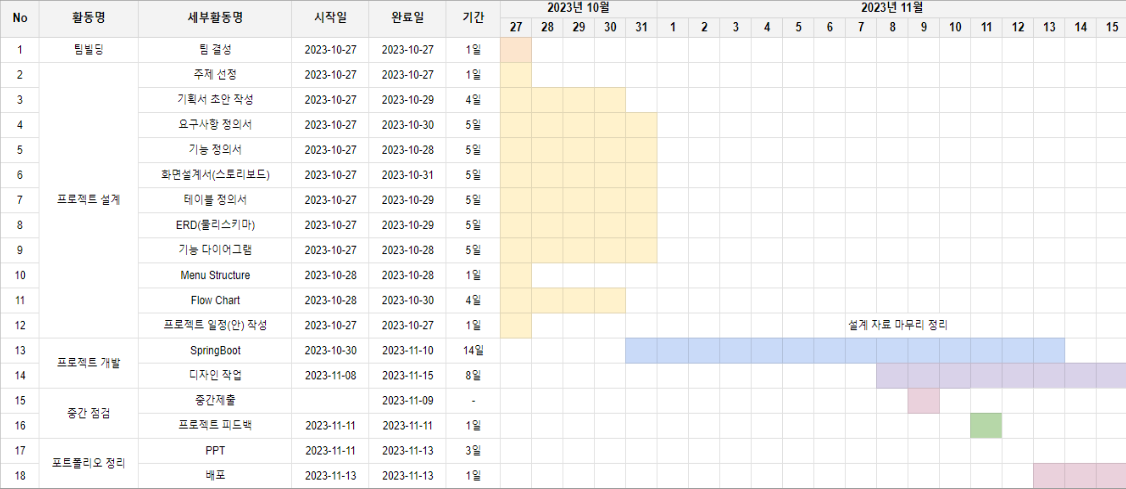 No 활동명 세부활동명 시작일 완료일 기간 2023년 10월 2023년 11월
27 28 29 30 31 1 2 3 4 5 6 7 8 9 10 11 12 13 14 15
1 팀빌딩 팀 결성 2023-10-27 2023-10-27 1일
2 주제 선정 2023-10-27 2023-10-27 1일
3 기획서 초안 작성 2023-10-27 2023-10-29 4일
4 요구사항 정의서 2023-10-27 2023-10-30 5일
5 기능 정의서 2023-10-27 2023-10-28 5일
6 화면설계서(스토리보드) 2023-10-27 2023-10-31 5일
7 프로젝트 설계 테이블 정의서 2023-10-27 2023-10-29 5일
8 ERD(물리스키마) 2023-10-27 2023-10-29 5일
9 기능 다이어그램 2023-10-27 2023-10-28 5일
10 Menu Structure 2023-10-28 2023-10-28 1일
11 Flow Chart 2023-10-28 2023-10-30 4일
12 프로젝트 일정(안) 작성 2023-10-27 2023-10-27 1일 설계 자료 마무리 정리
13 프로젝트 개발 SpringBoot 2023-10-30 2023-11-10 14일
14 디자인 작업 2023-11-08 2023-11-15 8일
15 중간 점검 중간제출 2023-11-09 -
16 프로젝트 피드백 2023-11-11 2023-11-11 1일
17 포트폴리오 정리 PPT 2023-11-11 2023-11-13 3일
18 배포 2023-11-13 2023-11-13 1일